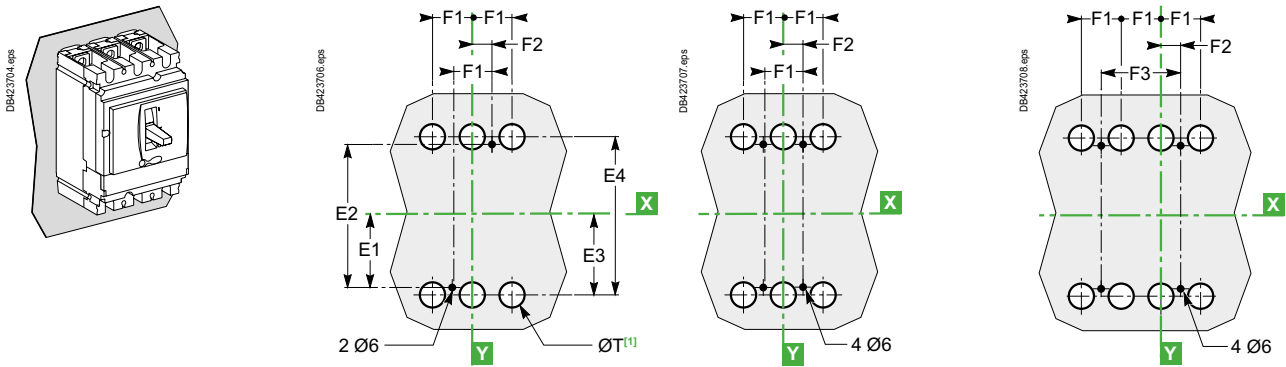 DB423704.eps
DB423706.eps
F1 F1
F2
F1
E2
E1
E4
E3
X
Y
2 Ø6
ØT[1]
DB423707.eps
F1 F1
F2
F1
X
Y
4 Ø6
DB423708.eps
F1 F1 F1
F2
F3
X
Y
4 Ø6